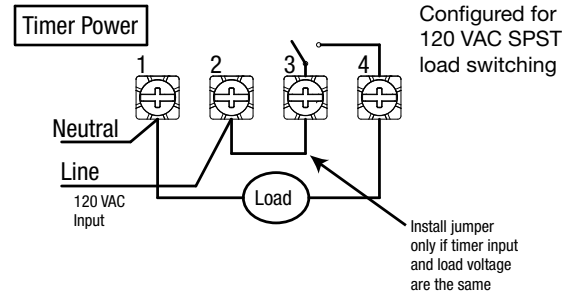 Timer Power
Configured for
120 VAC SPST
load switching
1 2 3 4
Neutral
Line
120 VAC
Input
Load
Install jumper
only if timer input
and load voltage
are the same